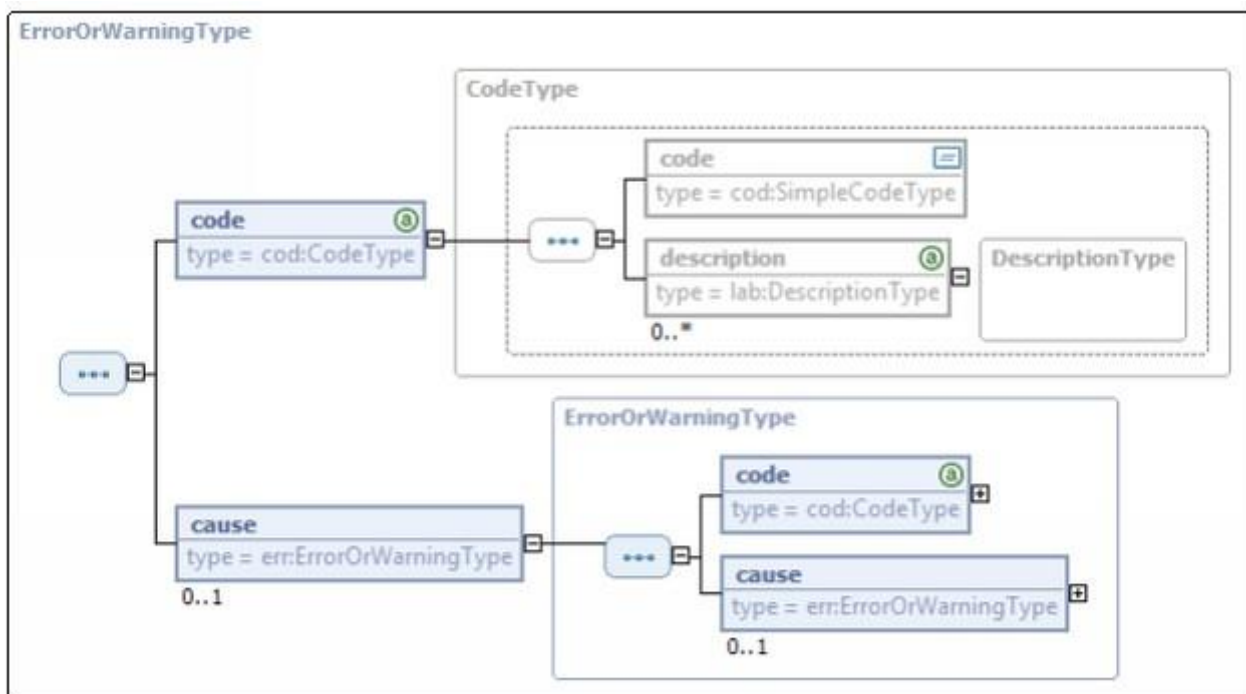 ErrorOrWarningType
CodeType
code
type = cod:SimpleCodeType
code
type = cod:CodeType
description
type = lab:DescriptionType
0..*
DescriptionType
ErrorOrWarningType
code
type = cod:CodeType
cause
type = err:ErrorOrWarningType
0..1
cause
type = err:ErrorOrWarningType
0..1